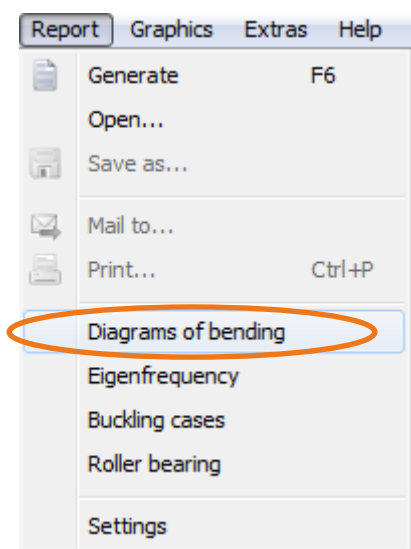 Report Graphics Extras Help
Generate F6
Open...
Save as...
Mail to...
Print... Ctrl+P
Diagrams of bending
Eigenfrequency
Buckling cases
Roller bearing
Settings